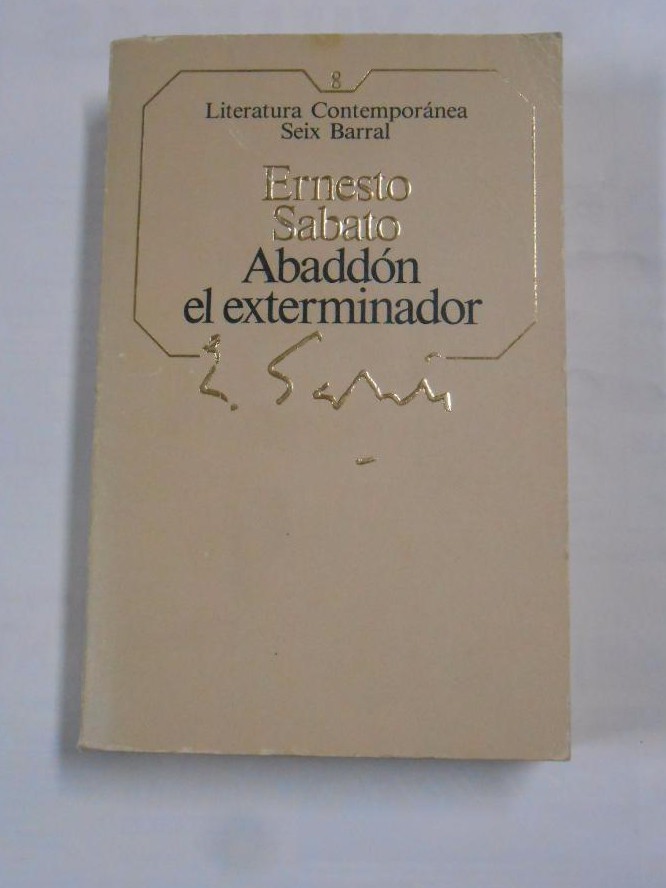 8
Literatura Contemporánea
Seix Barral
Ernesto
Sabato
Abaddón
el exterminador